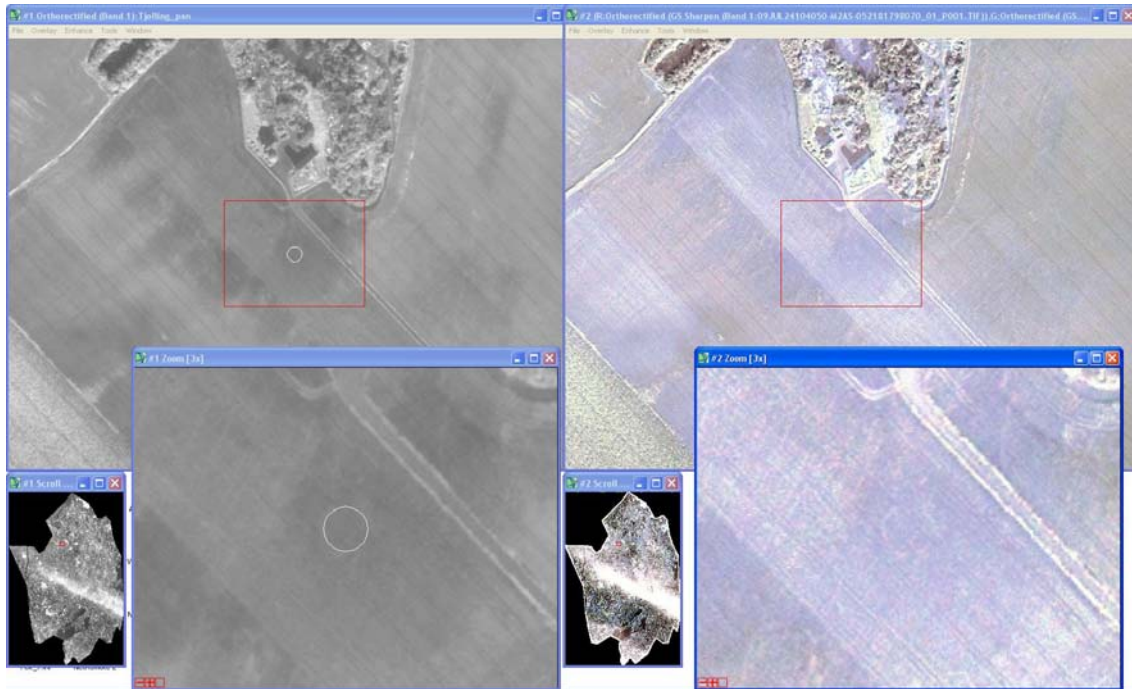 #1 Orthorectified (Band 1):Tjolling_pan
File Overlay Enhance Tools Window
#2 (R:Orthorectified (GS Sharpen (Band 1:09JUL24104050-M2AS-052181798070_01_P001.TIF)),G:Orthorectified (GS...
File Overlay Enhance Tools Window
#1 Zoom [3x]
#2 Zoom [3x]
#1 Scroll ...
#2 Scroll ...